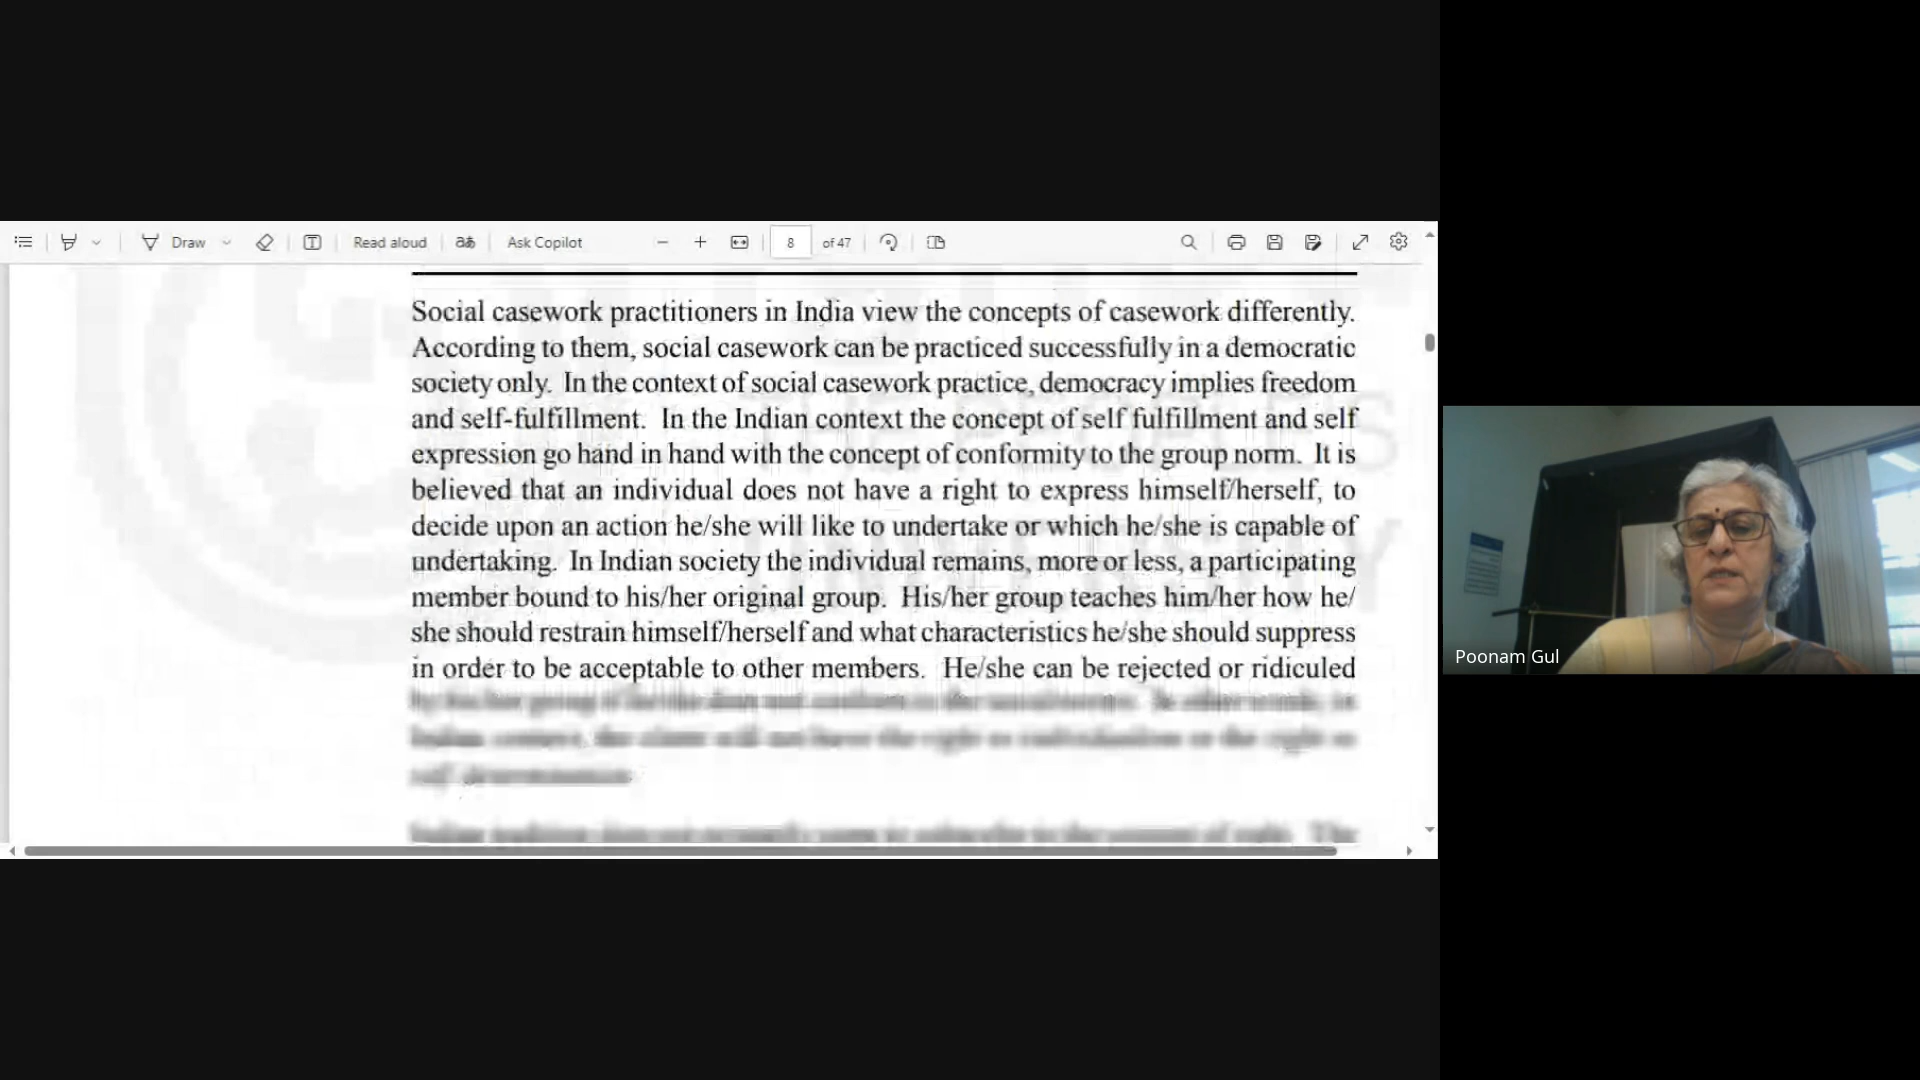 Draw
Read aloud
Ask Copilot
8
of 47
Social casework practitioners in India view the concepts of casework differently.
According to them, social casework can be practiced successfully in a democratic
society only. In the context of social casework practice, democracy implies freedom
and self-fulfillment. In the Indian context the concept of self fulfillment and self
expression go hand in hand with the concept of conformity to the group norm. It is
believed that an individual does not have a right to express himself/herself, to
decide upon an action he/she will like to undertake or which he/she is capable of
undertaking. In Indian society the individual remains, more or less, a participating
member bound to his/her original group. His/her group teaches him/her how he/
she should restrain himself/herself and what characteristics he/she should suppress
in order to be acceptable to other members. He/she can be rejected or ridiculed
Poonam Gul